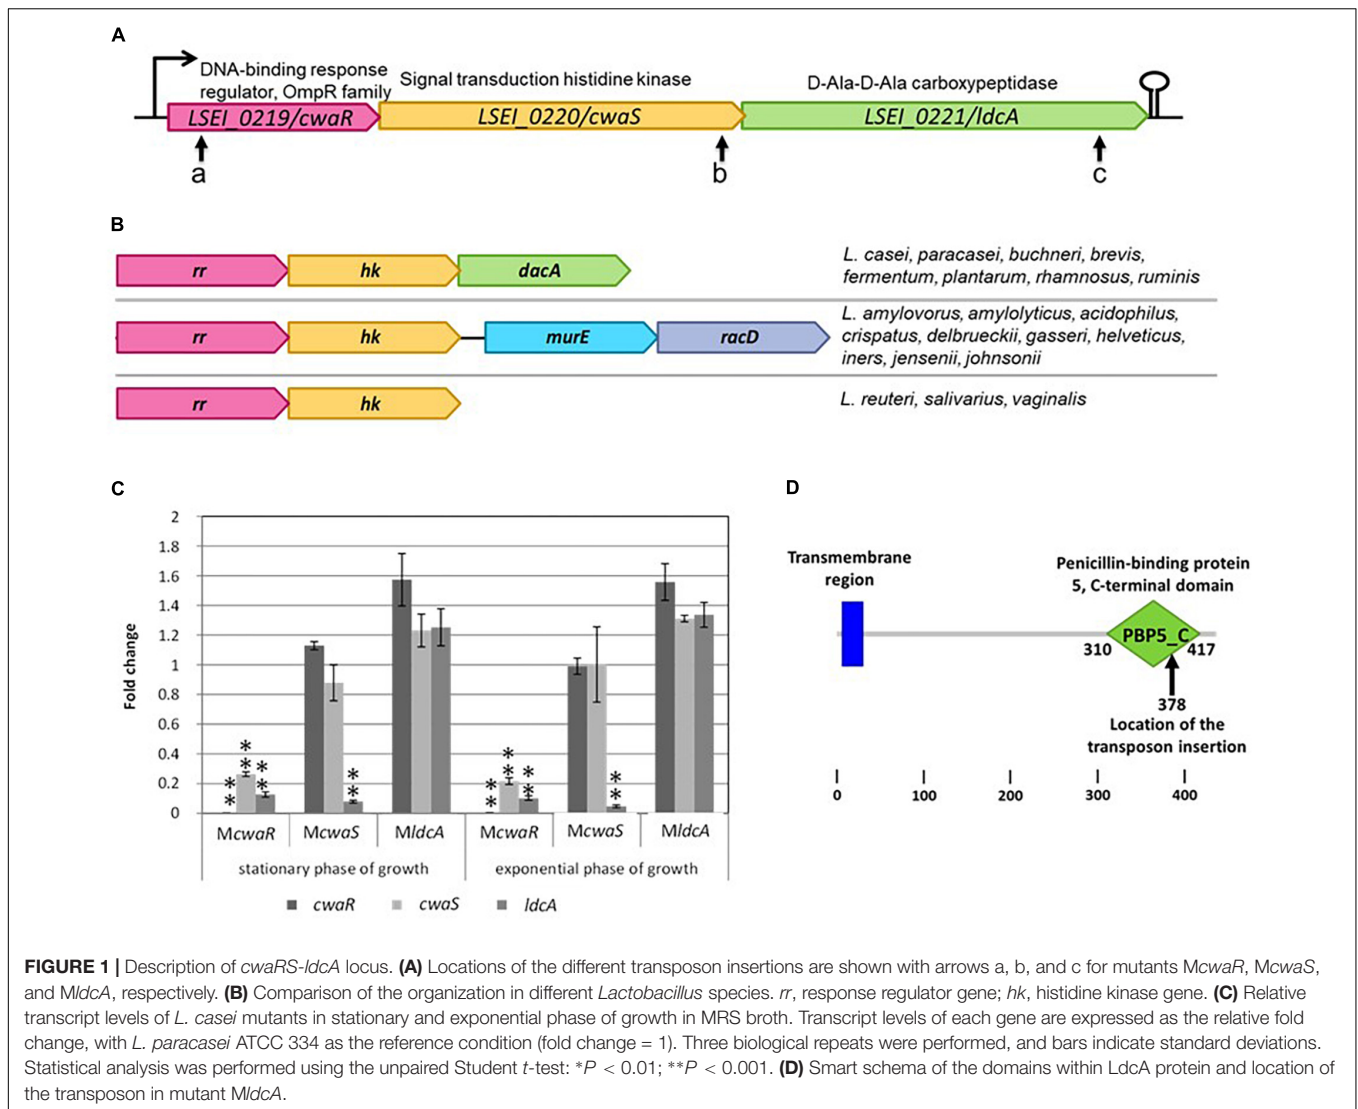 A
DNA-binding response
regulator, OmpR family
Signal transduction histidine kinase
D-Ala-D-Ala carboxypeptidase
LSEI_0219/cwaR
LSEI_0220/cwaS
LSEI_0221/ldcA
a
b
c
B
rr
hk
dacA
L. casei, paracasei, buchneri, brevis,
fermentum, plantarum, rhamnosus, ruminis
rr
hk
murE
racD
L. amylovorus, amylolyticus, acidophilus,
crispatus, delbrueckii, gasseri, helveticus,
iners, jensenii, johnsonii
rr
hk
L. reuteri, salivarius, vaginalis
C
Fold change
2
1.8
1.6
1.4
1.2
1
0.8
0.6
0.4
0.2
0
**
**
**
**
**
**
**
**
McwaR
McwaS
MldcA
McwaR
McwaS
MldcA
stationary phase of growth
exponential phase of growth
cwaR
cwaS
ldcA
D
Transmembrane
region
Penicillin-binding protein
5, C-terminal domain
PBP5_C
310
417
378
Location of the
transposon insertion
0
100
200
300
400
FIGURE 1 | Description of cwaRS-ldcA locus. (A) Locations of the different transposon insertions are shown with arrows a, b, and c for mutants McwaR, McwaS,
and MldcA, respectively. (B) Comparison of the organization in different Lactobacillus species. rr, response regulator gene; hk, histidine kinase gene. (C) Relative
transcript levels of L. casei mutants in stationary and exponential phase of growth in MRS broth. Transcript levels of each gene are expressed as the relative fold
change, with L. paracasei ATCC 334 as the reference condition (fold change = 1). Three biological repeats were performed, and bars indicate standard deviations.
Statistical analysis was performed using the unpaired Student t-test: *P < 0.01; **P < 0.001. (D) Smart schema of the domains within LdcA protein and location of
the transposon in mutant MldcA.